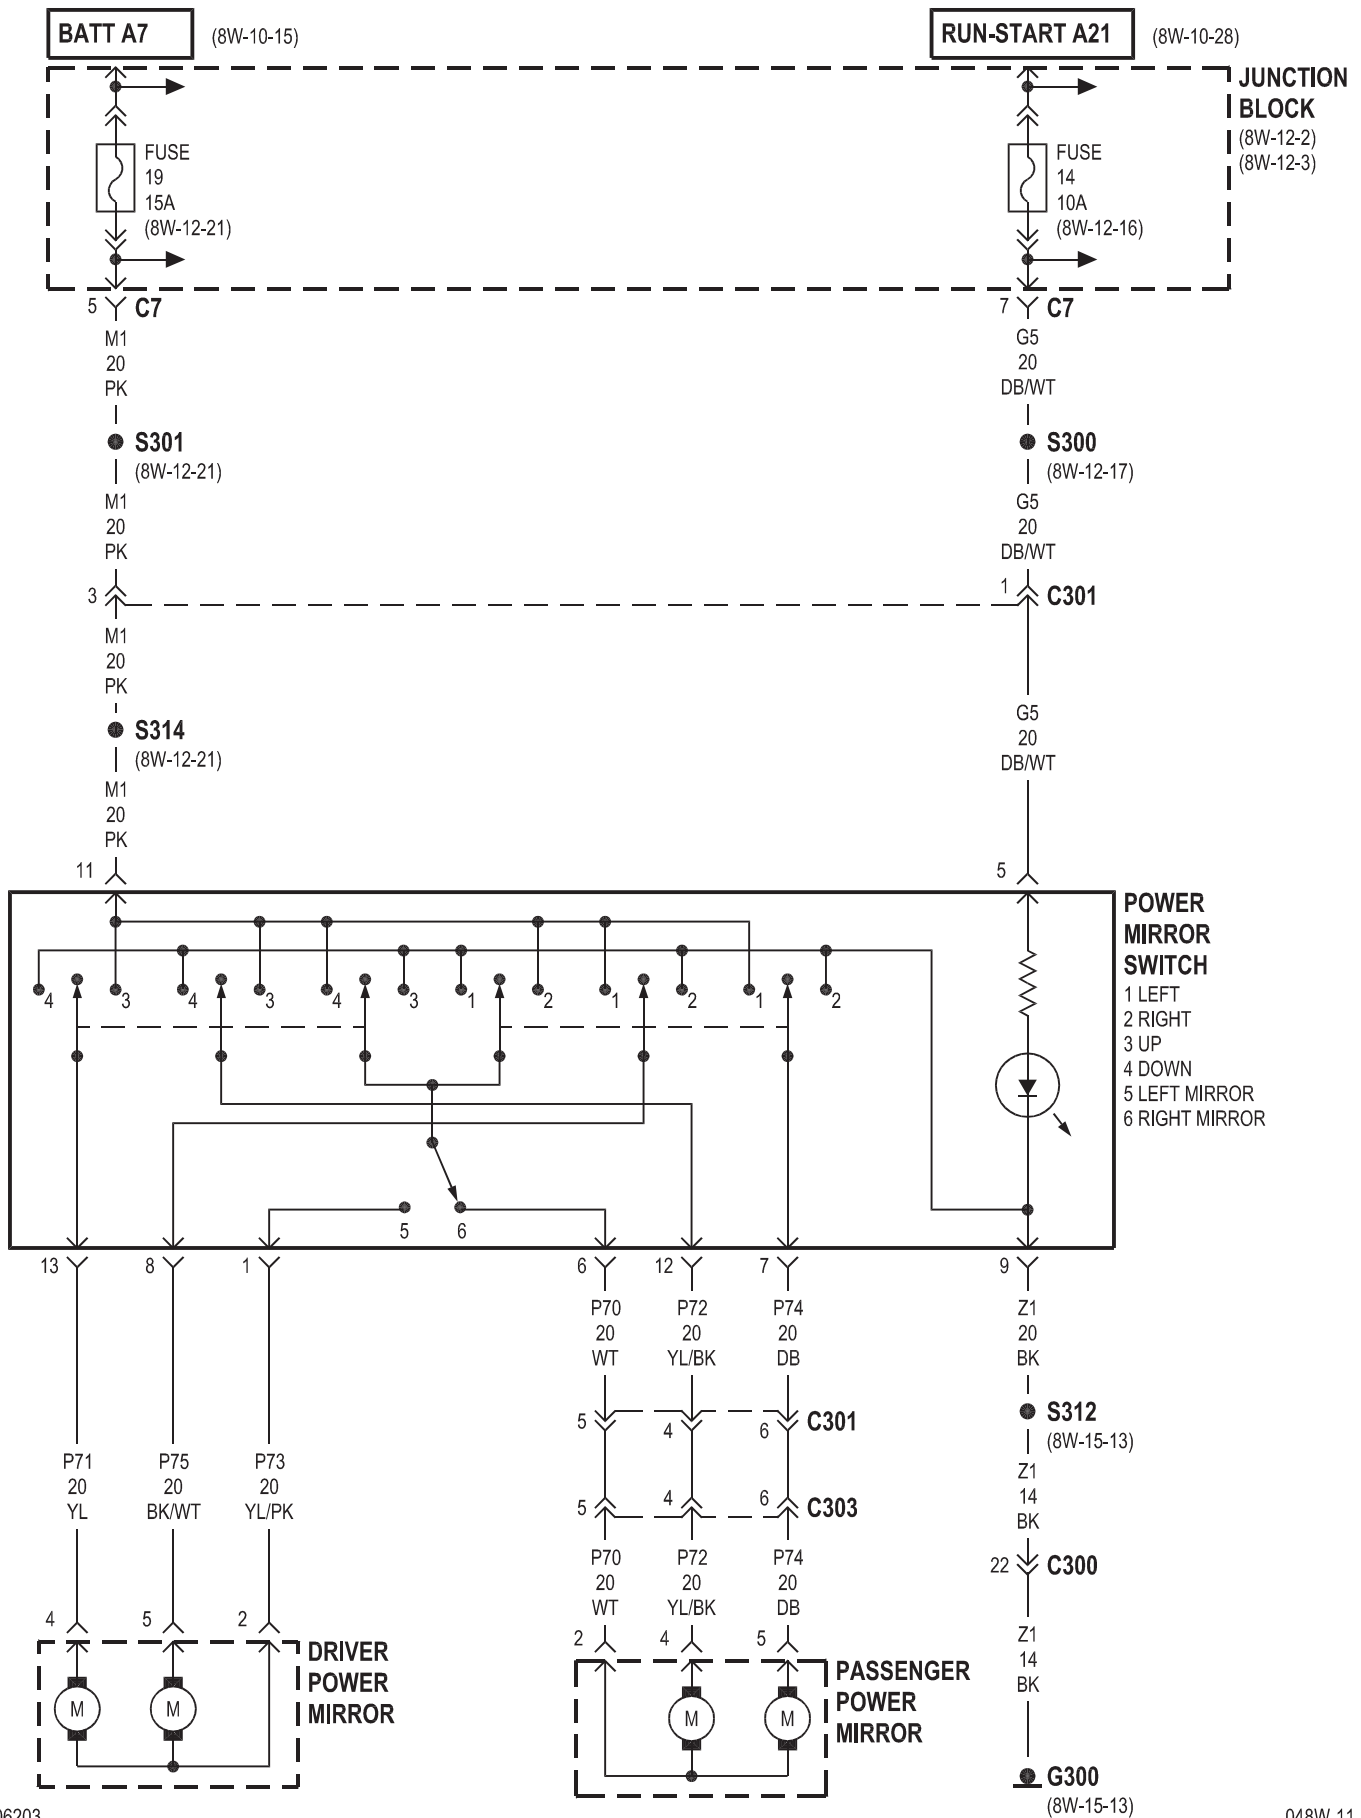 BATT A7
(8W-10-15)
RUN-START A21
(8W-10-28)
JUNCTION
BLOCK
(8W-12-2)
(8W-12-3)
FUSE
19
15A
(8W-12-21)
FUSE
14
10A
(8W-12-16)
5
C7
7
C7
M1
20
PK
G5
20
DB/WT
S301
(8W-12-21)
S300
(8W-12-17)
M1
20
PK
G5
20
DB/WT
3
1
C301
M1
20
PK
S314
(8W-12-21)
G5
20
DB/WT
M1
20
PK
11
5
POWER
MIRROR
SWITCH
1 LEFT
2 RIGHT
3 UP
4 DOWN
5 LEFT MIRROR
6 RIGHT MIRROR
4 3 4 3 4 3 1 2 1 2 1 2
5 6
13 8 1 6 12 7 9
P70
20
WT
P72
20
YL/BK
P74
20
DB
Z1
20
BK
5 4 6
C301
S312
(8W-15-13)
P71
20
YL
P75
20
BK/WT
P73
20
YL/PK
Z1
14
BK
5 4 6
C303
22
C300
P70
20
WT
P72
20
YL/BK
P74
20
DB
Z1
14
BK
4 5 2
2 4 5
DRIVER
POWER
MIRROR
M M
PASSENGER
POWER
MIRROR
M M
G300
(8W-15-13)